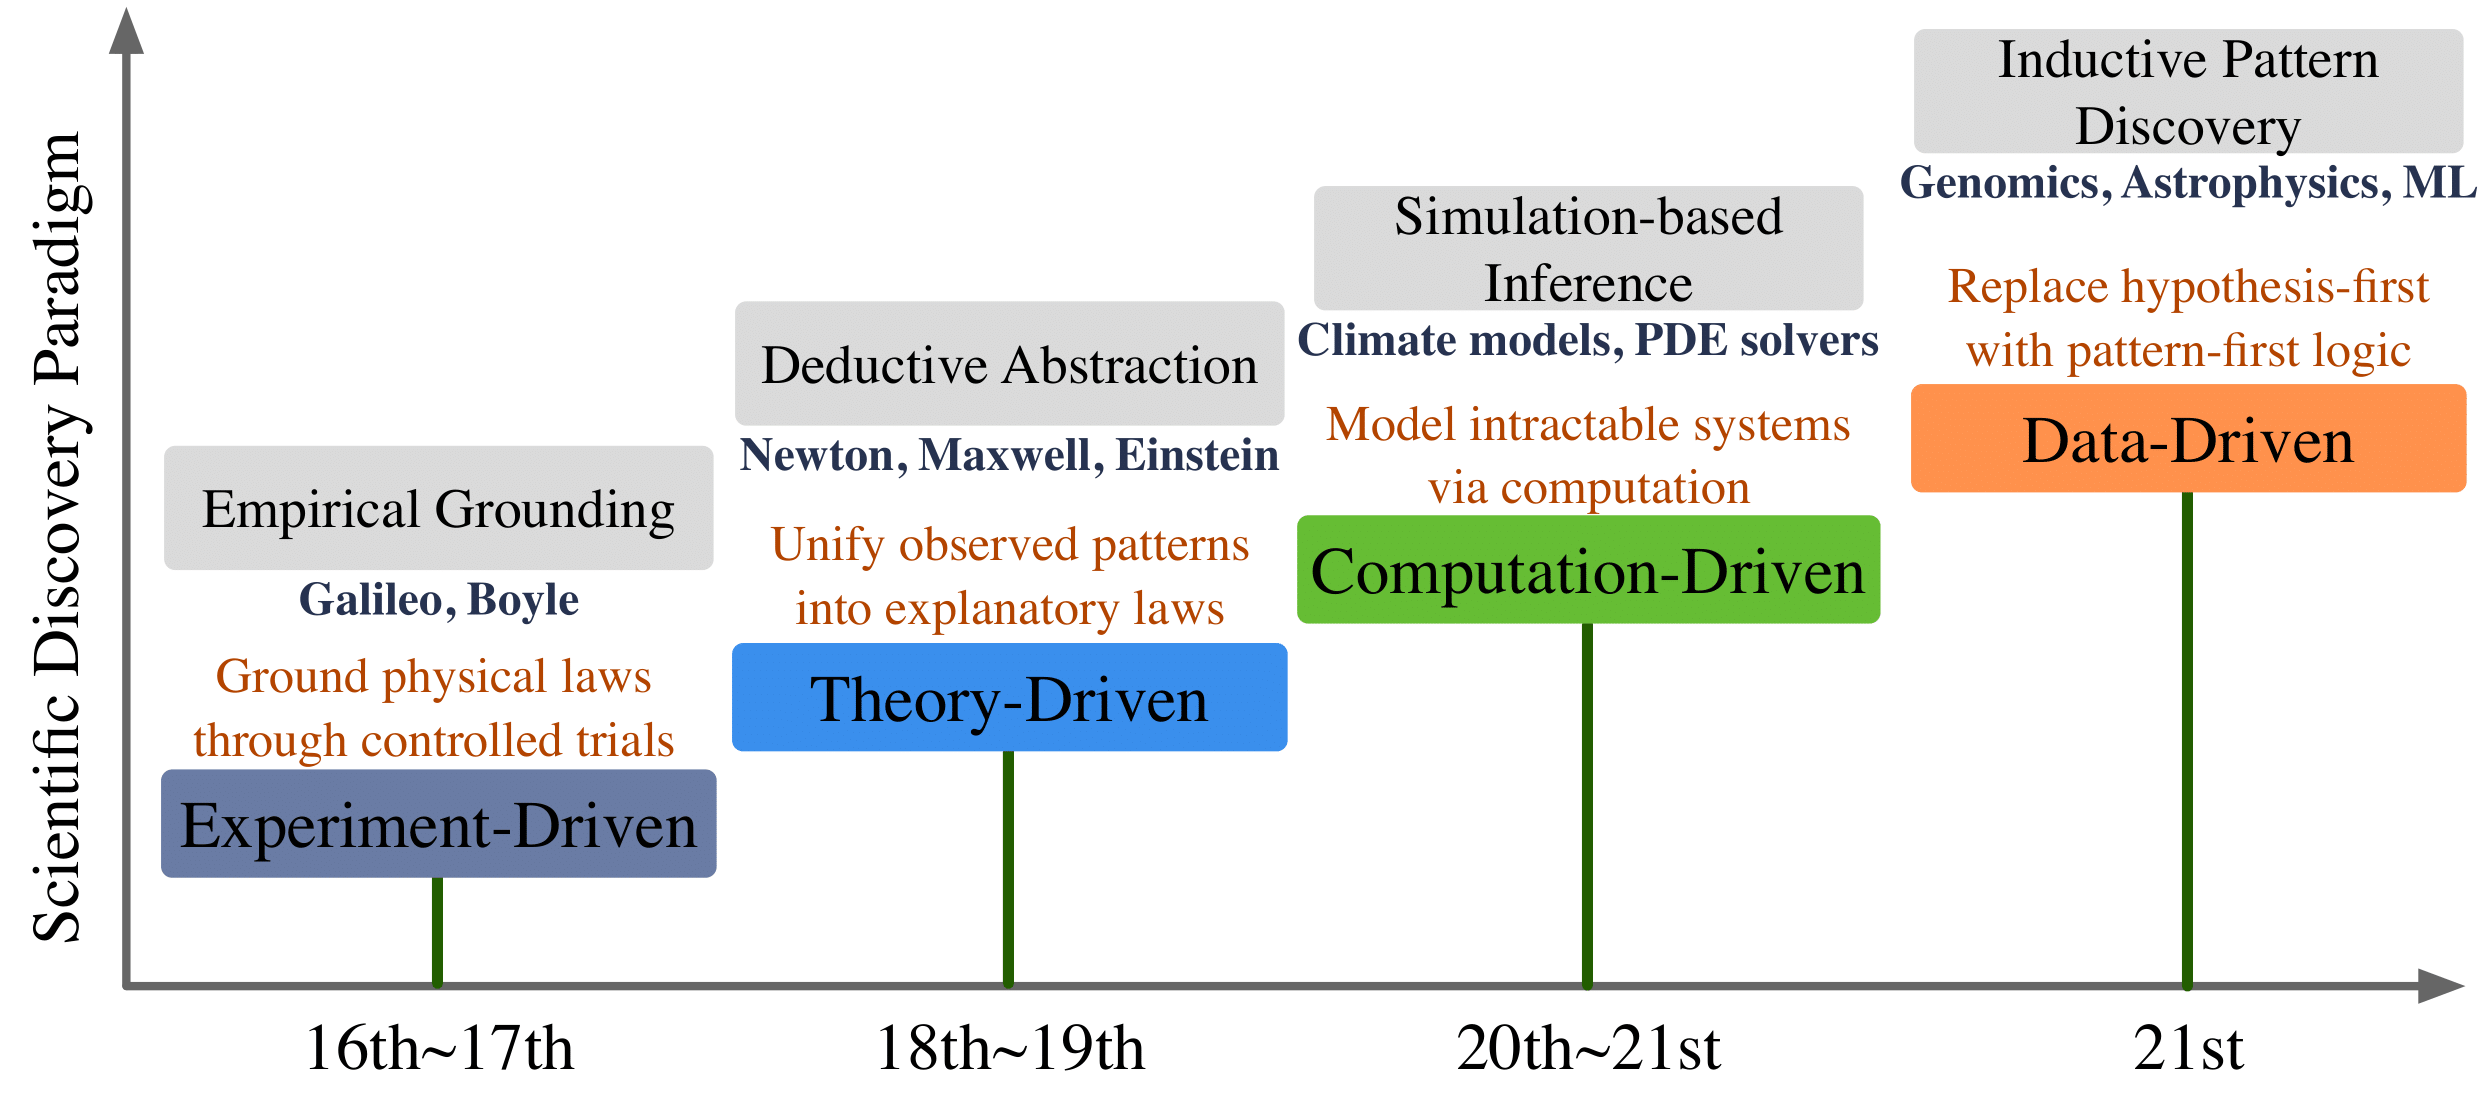 Scientific Discovery Paradigm
Empirical Grounding
Galileo, Boyle
Ground physical laws
through controlled trials
Experiment-Driven
16th~17th
Deductive Abstraction
Newton, Maxwell, Einstein
Unify observed patterns
into explanatory laws
Theory-Driven
18th~19th
Simulation-based
Inference
Climate models, PDE solvers
Model intractable systems
via computation
Computation-Driven
20th~21st
Inductive Pattern
Discovery
Genomics, Astrophysics, ML
Replace hypothesis-first
with pattern-first logic
Data-Driven
21st